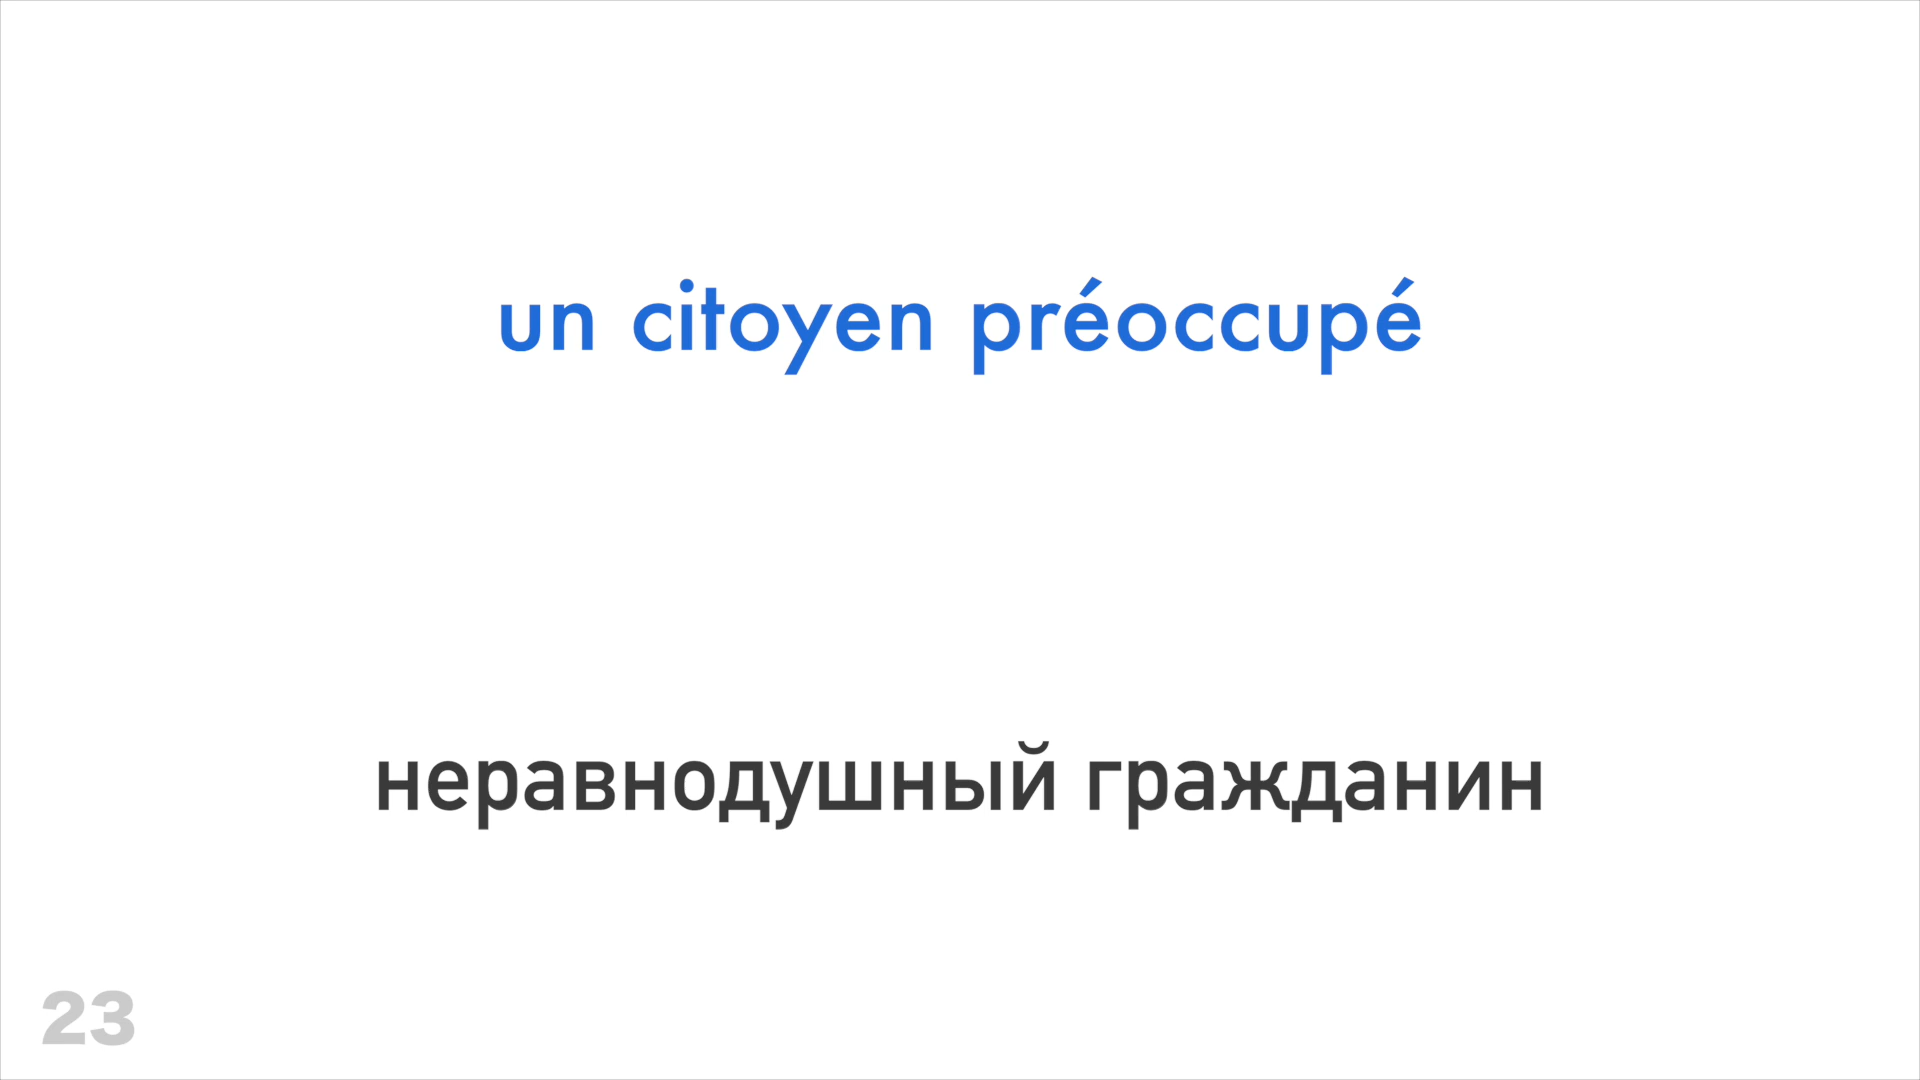 un citoyen préoccupé
неравнодушный гражданин
23